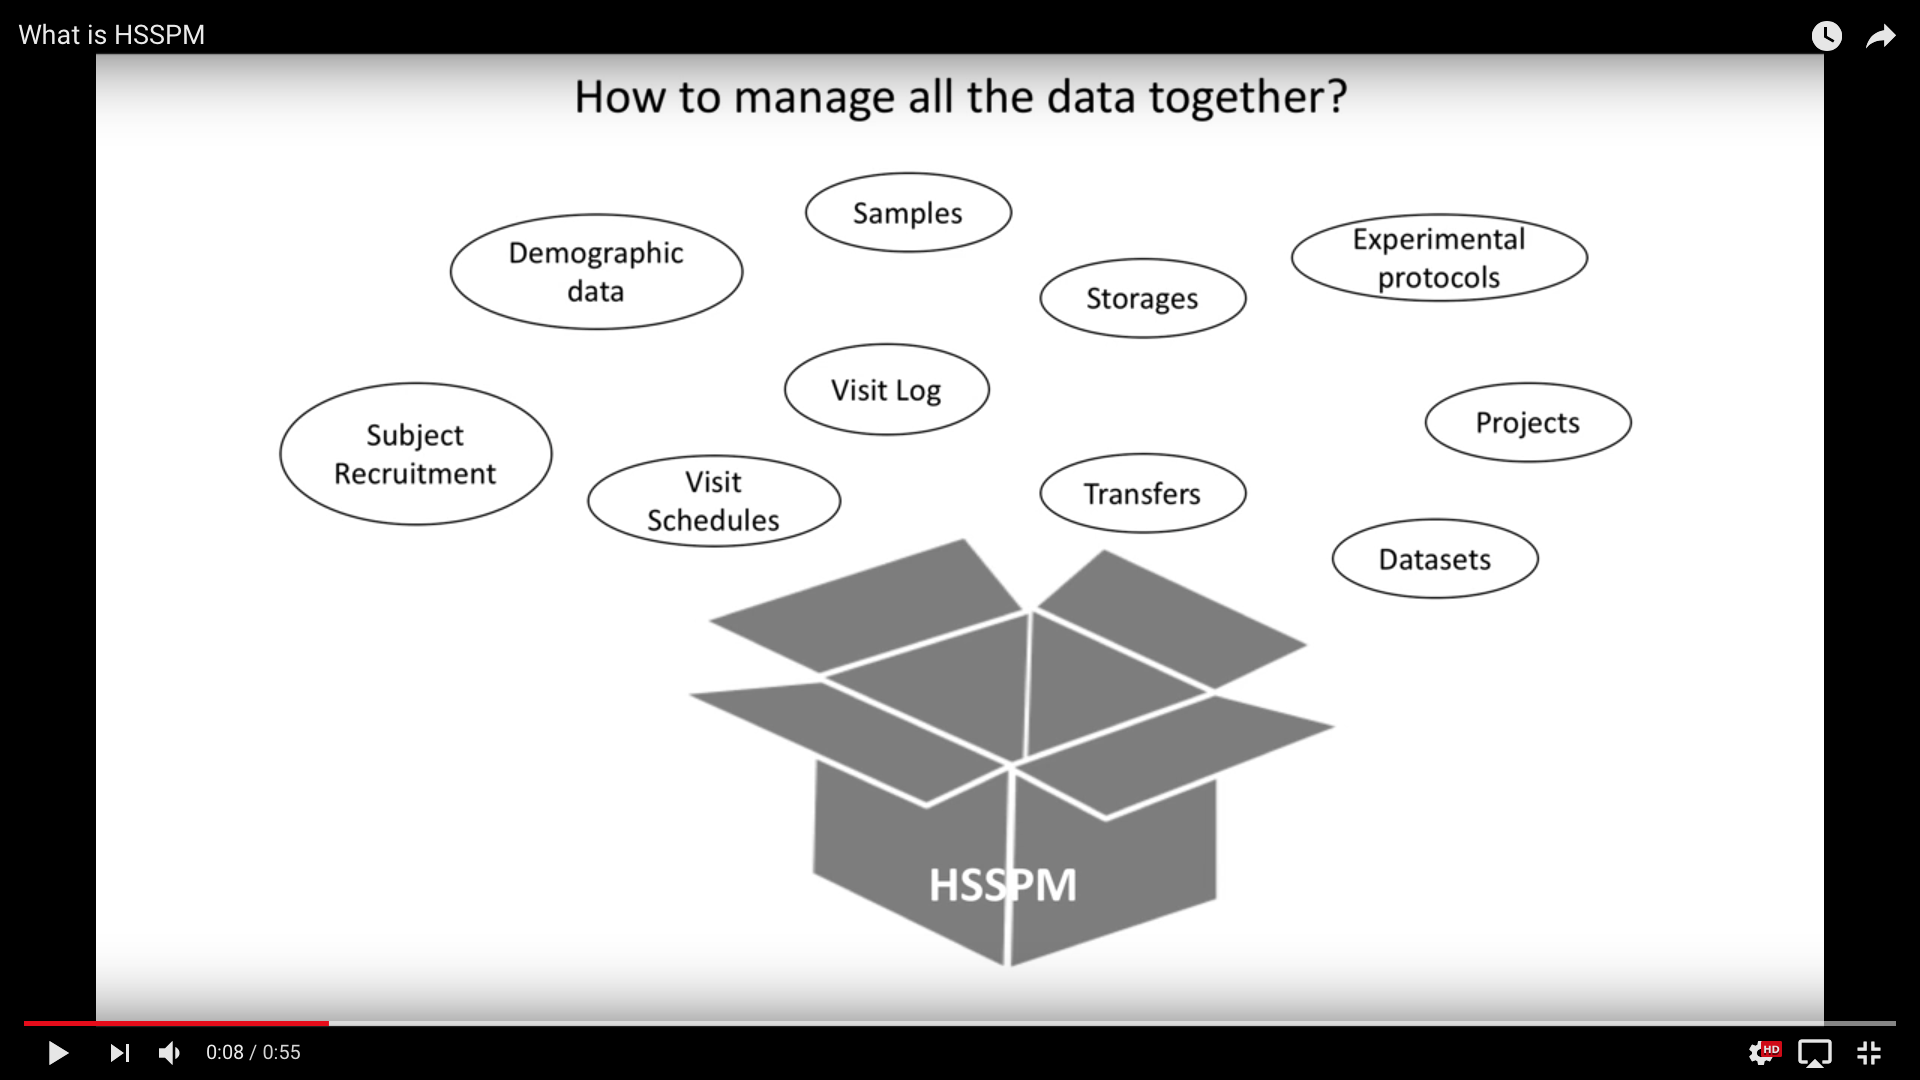 What is HSSPM
How to manage all the data together?
Samples
Demographic
data
Experimental
protocols
Storages
Visit Log
Subject
Recruitment
Projects
Visit
Schedules
Transfers
Datasets
HSSPM
0:08 / 0:55
HD